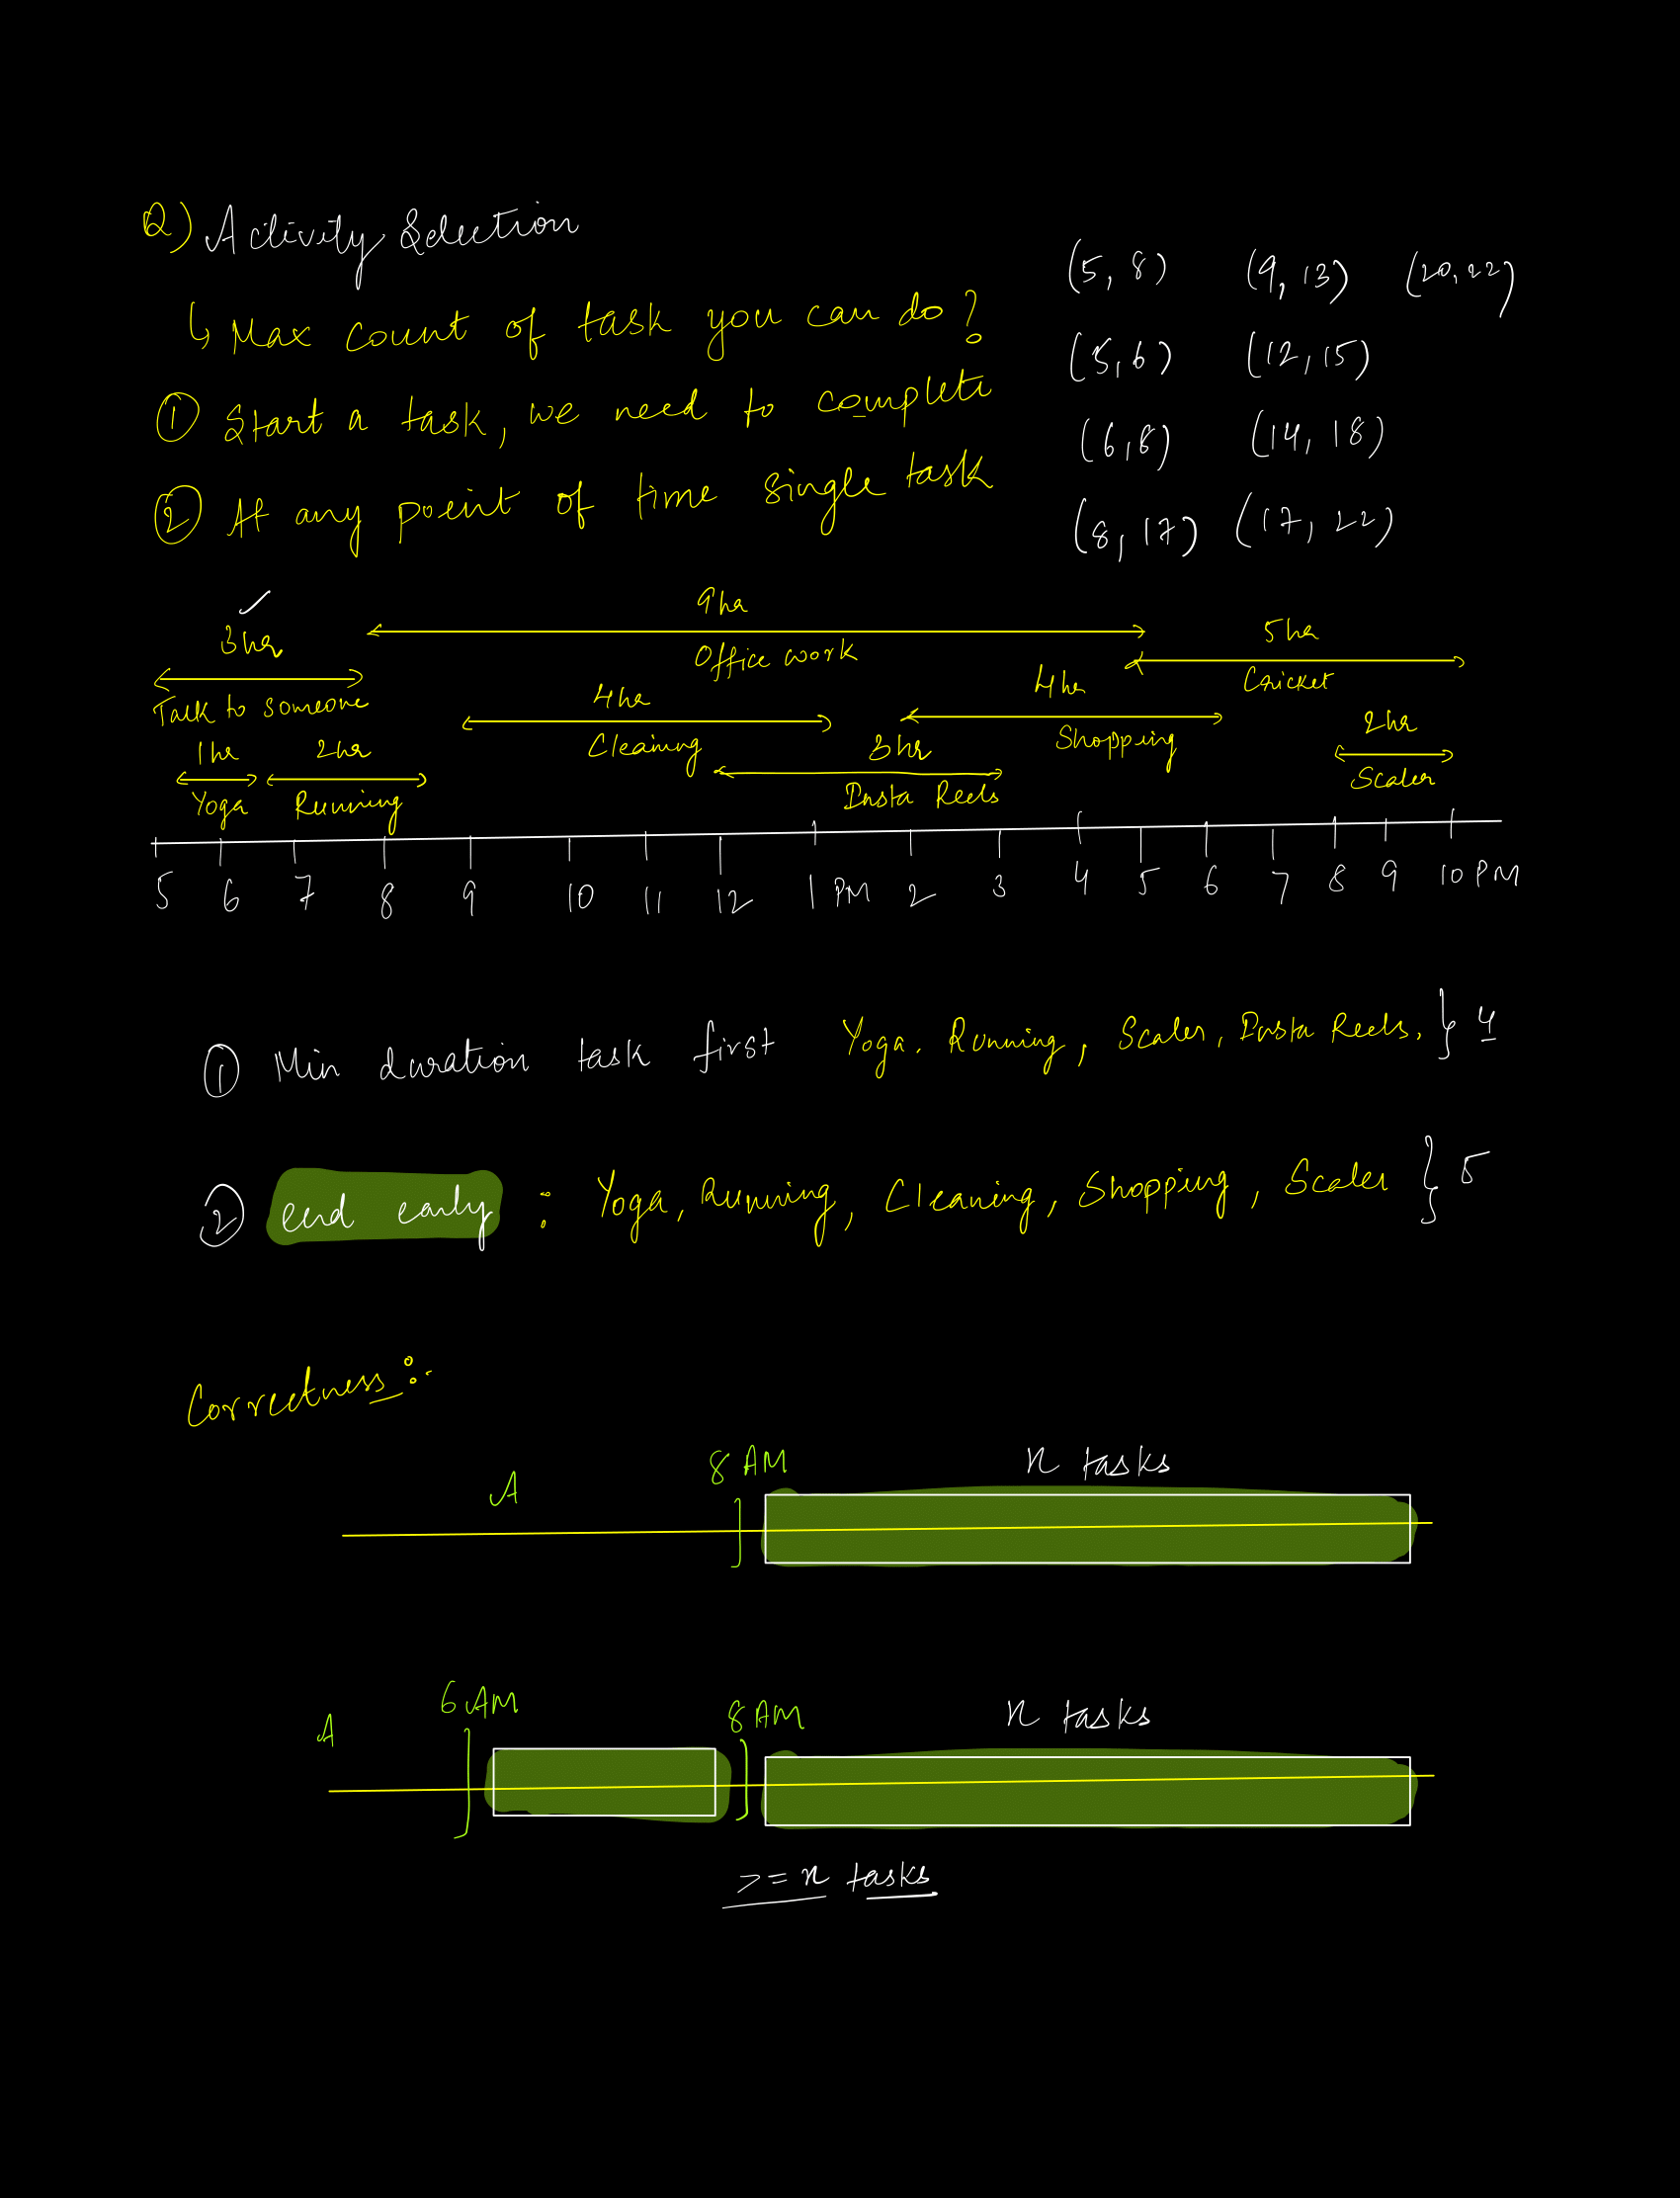 Q) Activity Selection
↳ Max count of task you can do?
① Start a task, we need to complete
② At any point of time single task
(5, 8) (9, 13) (20, 22)
(5, 6) (12, 15)
(6, 8) (14, 18)
(8, 17) (17, 22)
3hr
Talk to someone
9hr
Office work
5hr
Cricket
4hr
Cleaning
4hr
Shopping
1hr
Yoga
2hr
Running
3hr
Insta Reels
2hr
Scaler
5 6 7 8 9 10 11 12 1 PM 2 3 4 5 6 7 8 9 10 PM
① Min duration task first Yoga. Running, Scaler, Insta Reels. } 4
② end early : Yoga, Running, Cleaning, Shopping, Scaler } 5
Correctness :-
A 8 AM n tasks
A 6 AM 8 AM n tasks
>= n tasks